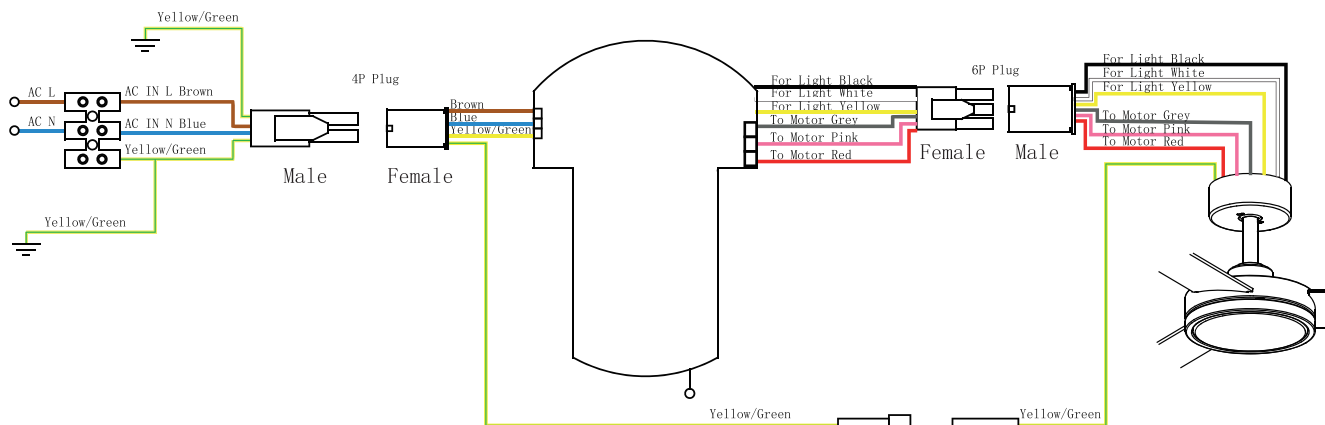 Yellow/Green
AC L
AC IN L Brown
AC N
AC IN N Blue
Yellow/Green
Yellow/Green
4P Plug
Male
Female
Brown
Blue
Yellow/Green
For Light Black
For Light White
For Light Yellow
To Motor Grey
To Motor Pink
To Motor Red
6P Plug
Female
Male
For Light Black
For Light White
For Light Yellow
To Motor Grey
To Motor Pink
To Motor Red
Yellow/Green
Yellow/Green